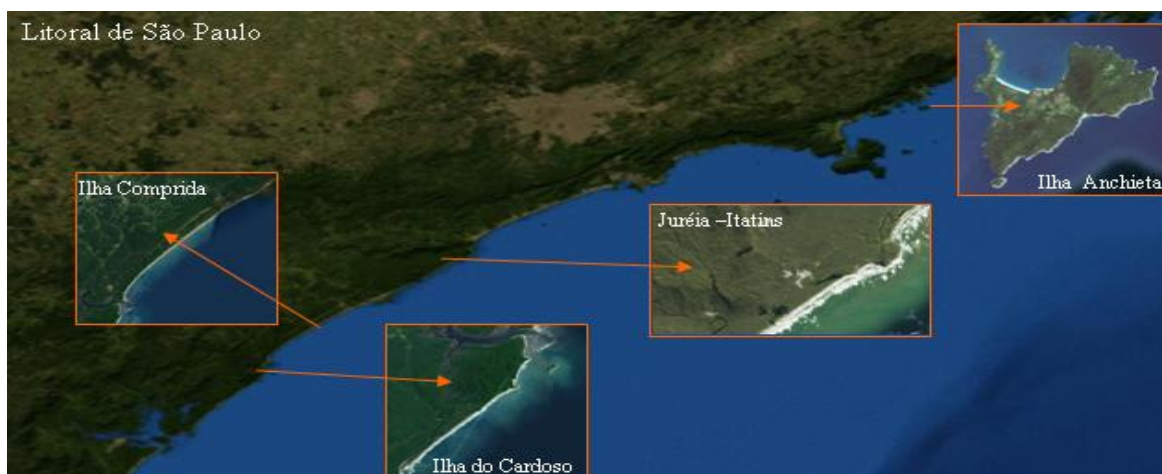 Litoral de São Paulo
Ilha Anchieta
Ilha Comprida
Juréia –Itatins
Ilha do Cardoso